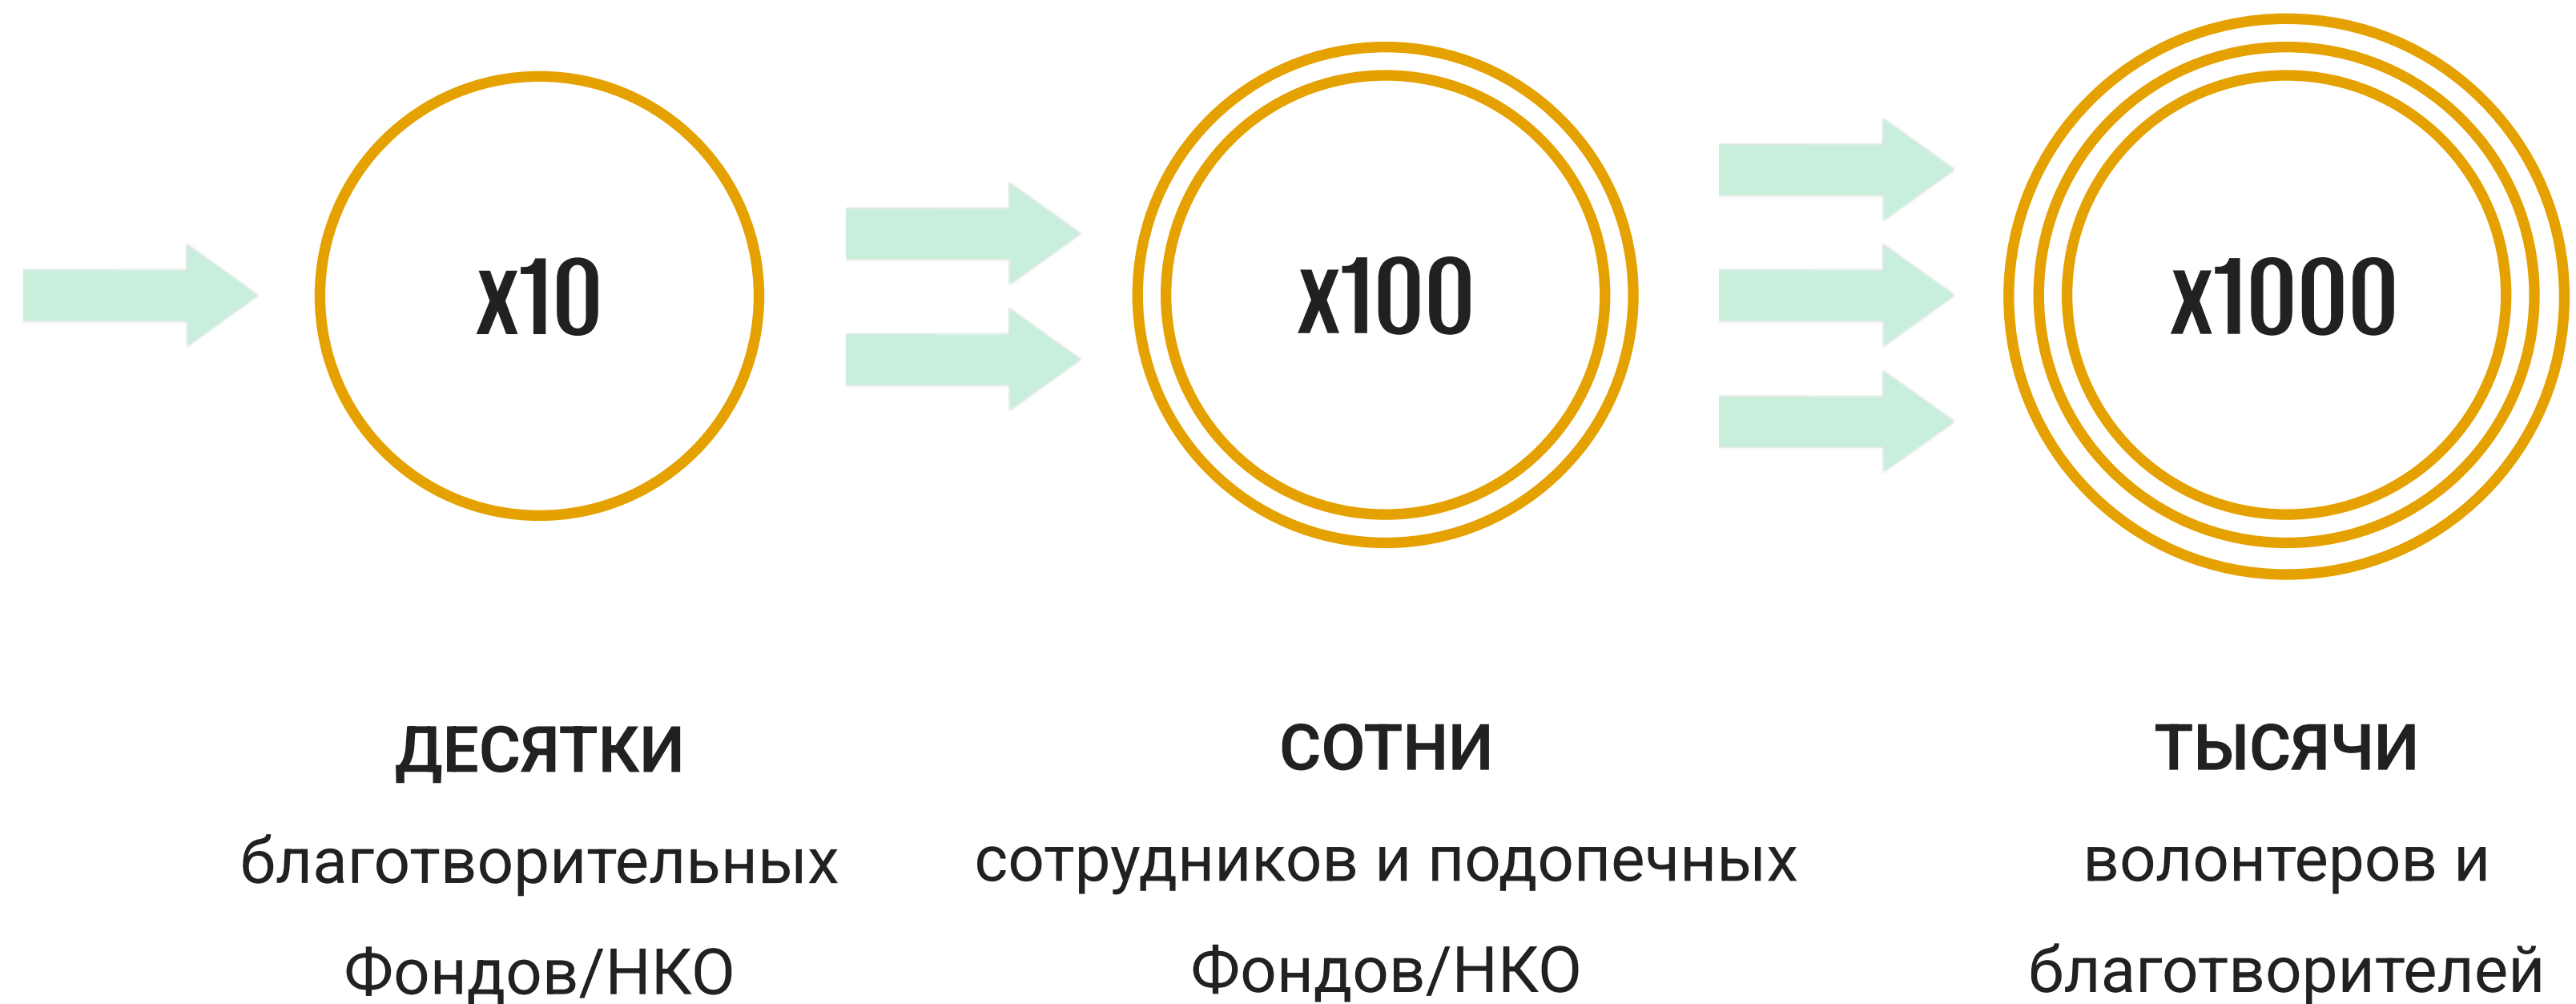 x10
x100
x1000
ДЕСЯТКИ
благотворительных
Фондов/НКО
СОТНИ
сотрудников и подопечных
Фондов/НКО
ТЫСЯЧИ
волонтеров и
благотворителей